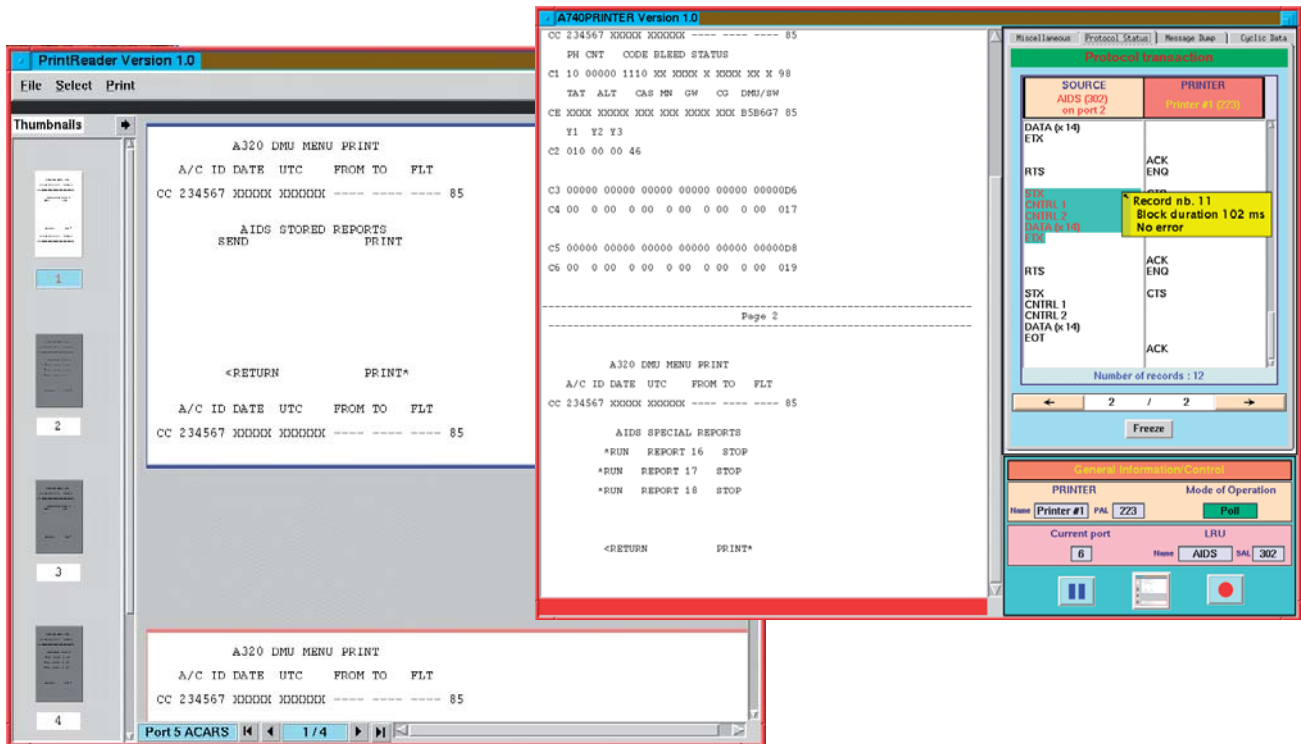 PrintReader Version 1.0
File Select Print
Thumbnails
1
2
3
4
A320 DMU MENU PRINT
A/C ID DATE UTC FROM TO FLT
CC 234567 XXXXX XXXXXX ---- ---- ---- 85
AIDS STORED REPORTS
SEND PRINT
<RETURN PRINT*
A/C ID DATE UTC FROM TO FLT
CC 234567 XXXXX XXXXXX ---- ---- ---- 85
A320 DMU MENU PRINT
A/C ID DATE UTC FROM TO FLT
CC 234567 XXXXX XXXXXX ---- ---- ---- 85
Port 5 ACARS 1/4
A740PRINTER Version 1.0
CC 234567 XXXXX XXXXXX ---- ---- ---- 85
PH CNT CODE BLEED STATUS
C1 10 00000 1110 XX XXXX X XXXX XX X 98
TAT ALT CAS MN GW CG DMU/SW
CE XXXX XXXXX XXX XXX XXXX XXX B5B6G7 85
Y1 Y2 Y3
C2 010 00 00 46
C3 00000 00000 00000 00000 00000 00000D6
C4 00 0 00 0 00 0 00 0 00 0 00 017
C5 00000 00000 00000 00000 00000 00000D8
C6 00 0 00 0 00 0 00 0 00 0 00 019
Page 2
A320 DMU MENU PRINT
A/C ID DATE UTC FROM TO FLT
CC 234567 XXXXX XXXXXX ---- ---- ---- 85
AIDS SPECIAL REPORTS
*RUN REPORT 16 STOP
*RUN REPORT 17 STOP
*RUN REPORT 18 STOP
<RETURN PRINT*
Miscellaneous Protocol Status Message Dump Cyclic Data
Protocol transaction
SOURCE PRINTER
AIDS (302) Printer #1 (223)
on port 2
DATA (x 14)
ETX
ACK
RTS ENQ
STX CTS
CNTRL 1
CNTRL 2
DATA (x 14)
ETX
Record nb. 11
Block duration 102 ms
No error
ACK
RTS ENQ
STX CTS
CNTRL 1
CNTRL 2
DATA (x 14)
EOT
ACK
Number of records : 12
2 / 2
Freeze
General Information/Control
PRINTER Mode of Operation
Name Printer #1 PAL 223 Poll
Current port LRU
6 Name AIDS SAL 302